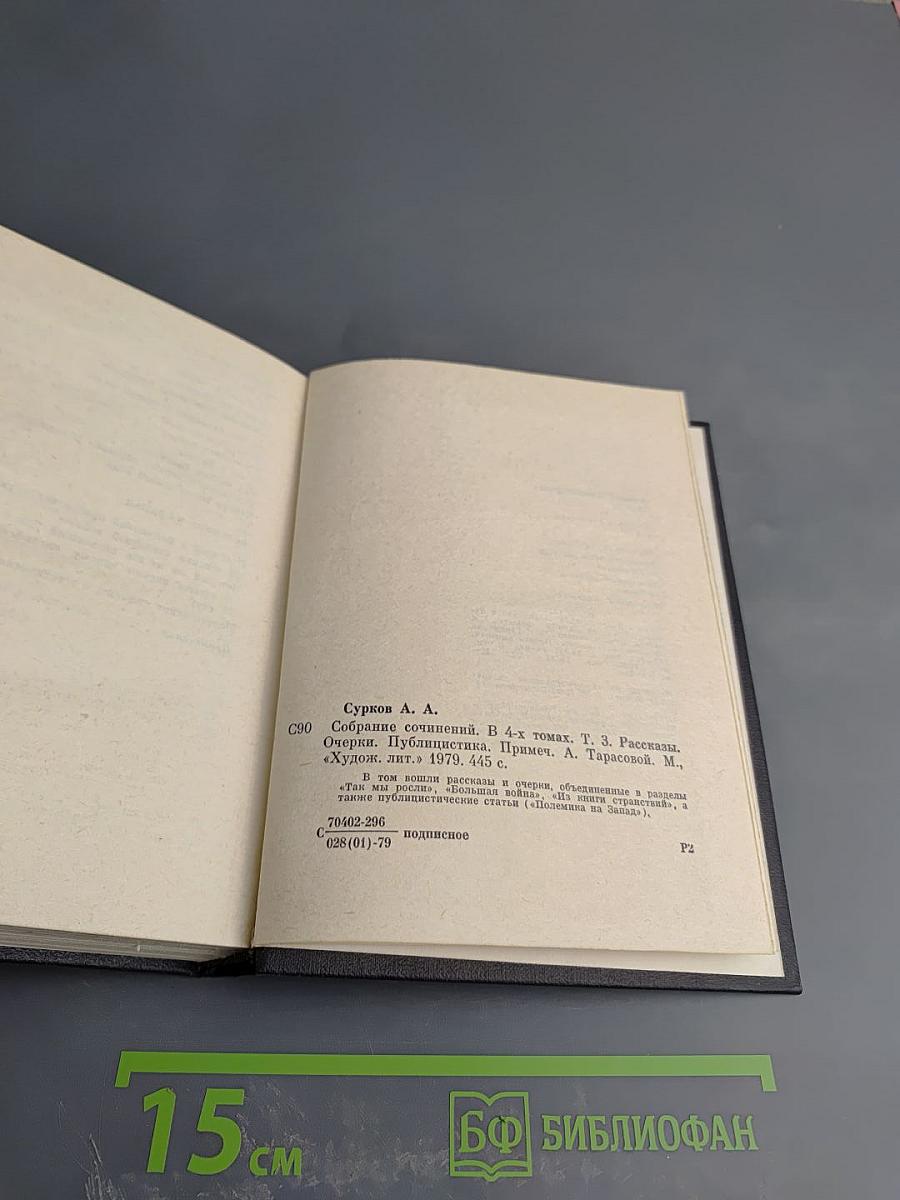 Сурков А. А.
С90 Собрание сочинений. В 4-х томах. Т. 3. Рассказы.
Очерки. Публицистика. Примеч. А. Тарасовой. М.,
«Худож. лит.» 1979. 445 с.
В том вошли рассказы и очерки, объединенные в разделы
«Так мы росли», «Большая война», «Из книги странствий», а
также публицистические статьи («Полемика на Запад»).
70402-296
С подписное
028(01)-79
Р2
15 см
БФ БИБЛИОФАН